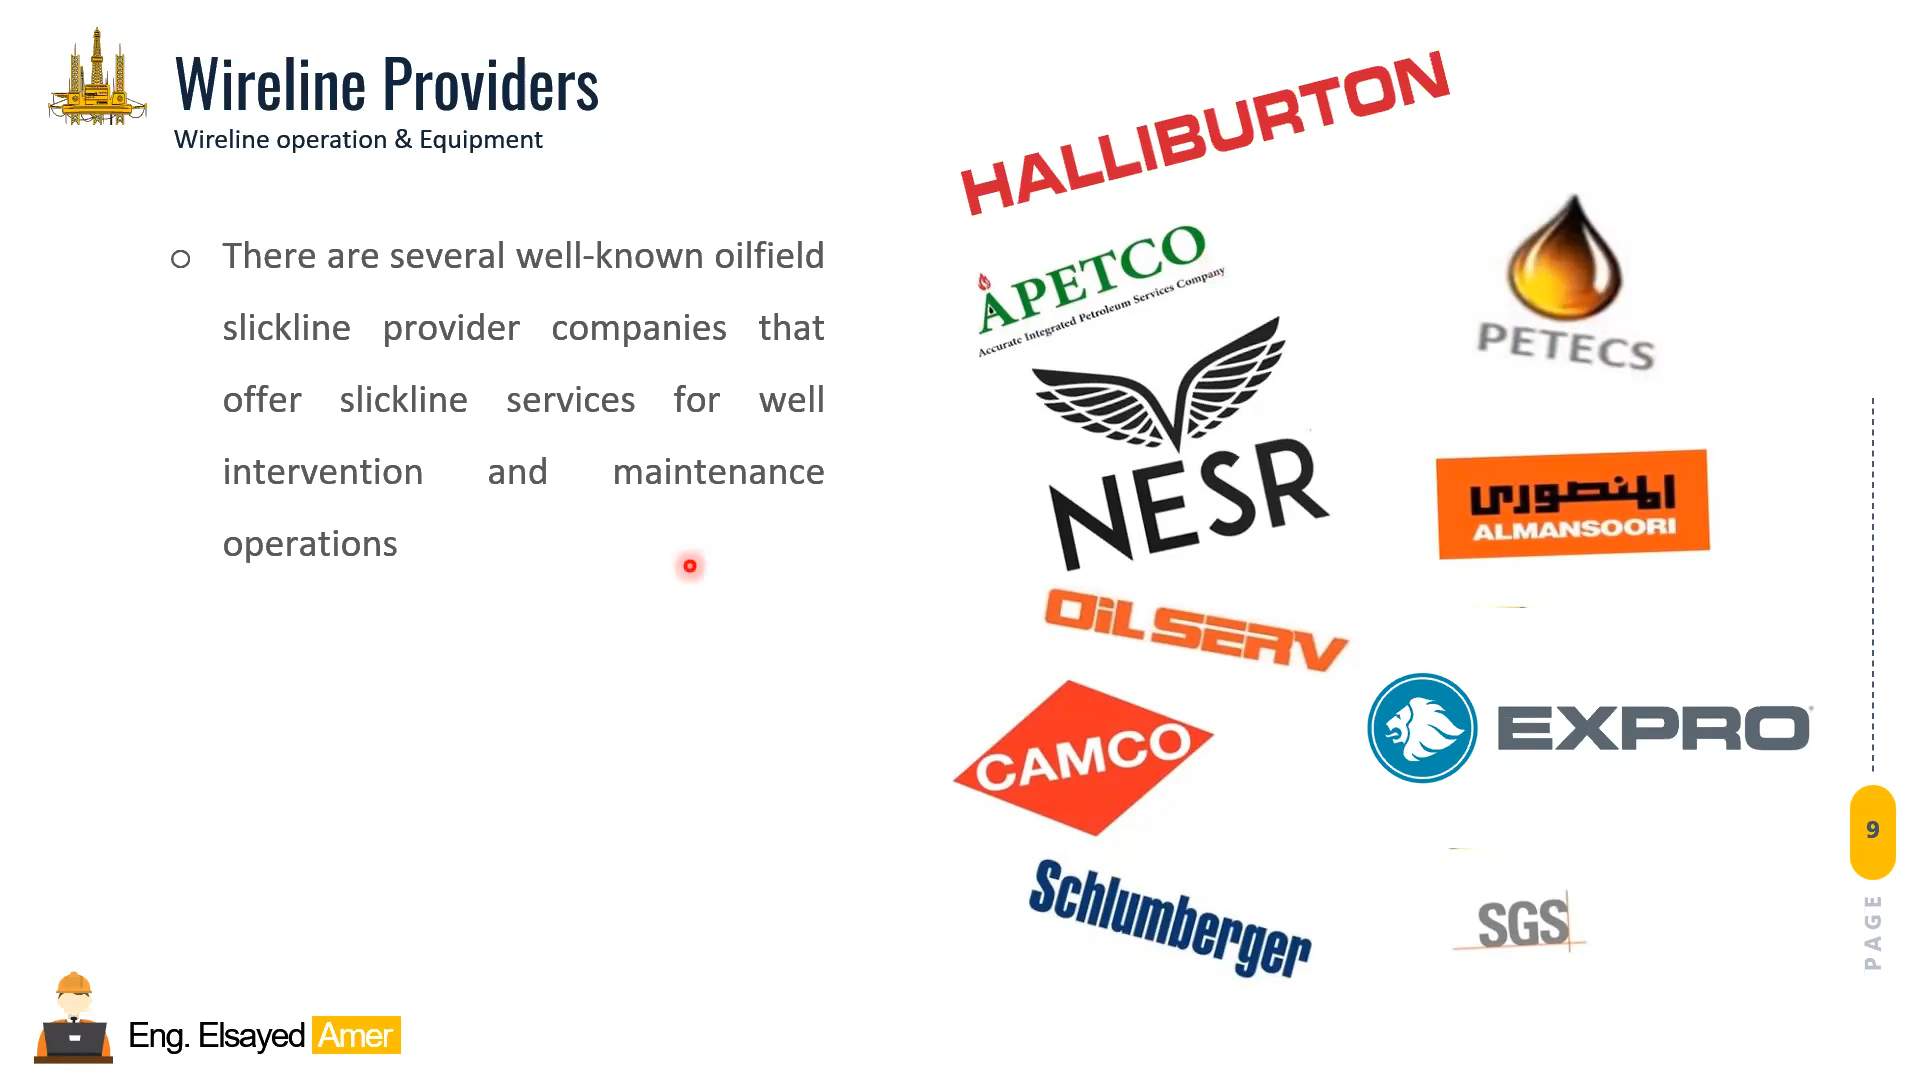 Wireline Providers
Wireline operation & Equipment
There are several well-known oilfield
slickline provider companies that
offer slickline services for well
intervention and maintenance
operations
HALLIBURTON
APETCO
Accurate Integrated Petroleum Services Company
PETECS
NESR
المنصوري
ALMANSOORI
OilSERV
CAMCO
EXPRO
Schlumberger
SGS
9
PAGE
Eng. Elsayed Amer